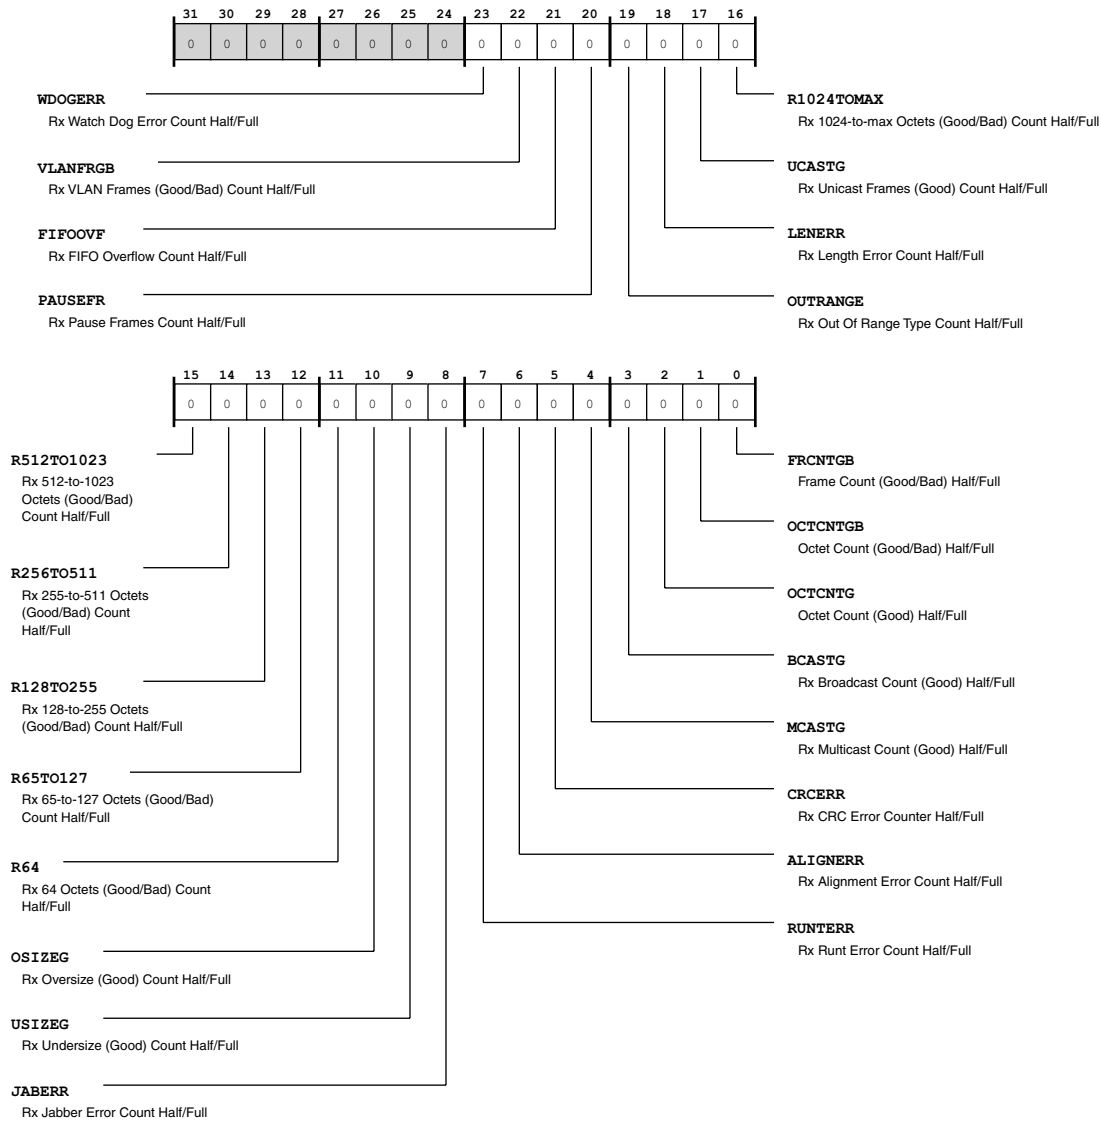 31 30 29 28 27 26 25 24 23 22 21 20 19 18 17 16
0 0 0 0 0 0 0 0 0 0 0 0 0 0 0 0
WDOGERR
Rx Watch Dog Error Count Half/Full
VLANFRGB
Rx VLAN Frames (Good/Bad) Count Half/Full
FIFOOVF
Rx FIFO Overflow Count Half/Full
PAUSEFR
Rx Pause Frames Count Half/Full
R1024TOMAX
Rx 1024-to-max Octets (Good/Bad) Count Half/Full
UCASTG
Rx Unicast Frames (Good) Count Half/Full
LENERR
Rx Length Error Count Half/Full
OUTRANGE
Rx Out Of Range Type Count Half/Full
15 14 13 12 11 10 9 8 7 6 5 4 3 2 1 0
0 0 0 0 0 0 0 0 0 0 0 0 0 0 0 0
R512TO1023
Rx 512-to-1023
Octets (Good/Bad)
Count Half/Full
R256TO511
Rx 255-to-511 Octets
(Good/Bad) Count
Half/Full
R128TO255
Rx 128-to-255 Octets
(Good/Bad) Count Half/Full
R65TO127
Rx 65-to-127 Octets (Good/Bad)
Count Half/Full
R64
Rx 64 Octets (Good/Bad) Count
Half/Full
OSIZEG
Rx Oversize (Good) Count Half/Full
USIZEG
Rx Undersize (Good) Count Half/Full
JABERR
Rx Jabber Error Count Half/Full
FRCNTGB
Frame Count (Good/Bad) Half/Full
OCTCNTGB
Octet Count (Good/Bad) Half/Full
OCTCNTG
Octet Count (Good) Half/Full
BCASTG
Rx Broadcast Count (Good) Half/Full
MCASTG
Rx Multicast Count (Good) Half/Full
CRCERR
Rx CRC Error Counter Half/Full
ALIGNERR
Rx Alignment Error Count Half/Full
RUNTERR
Rx Runt Error Count Half/Full